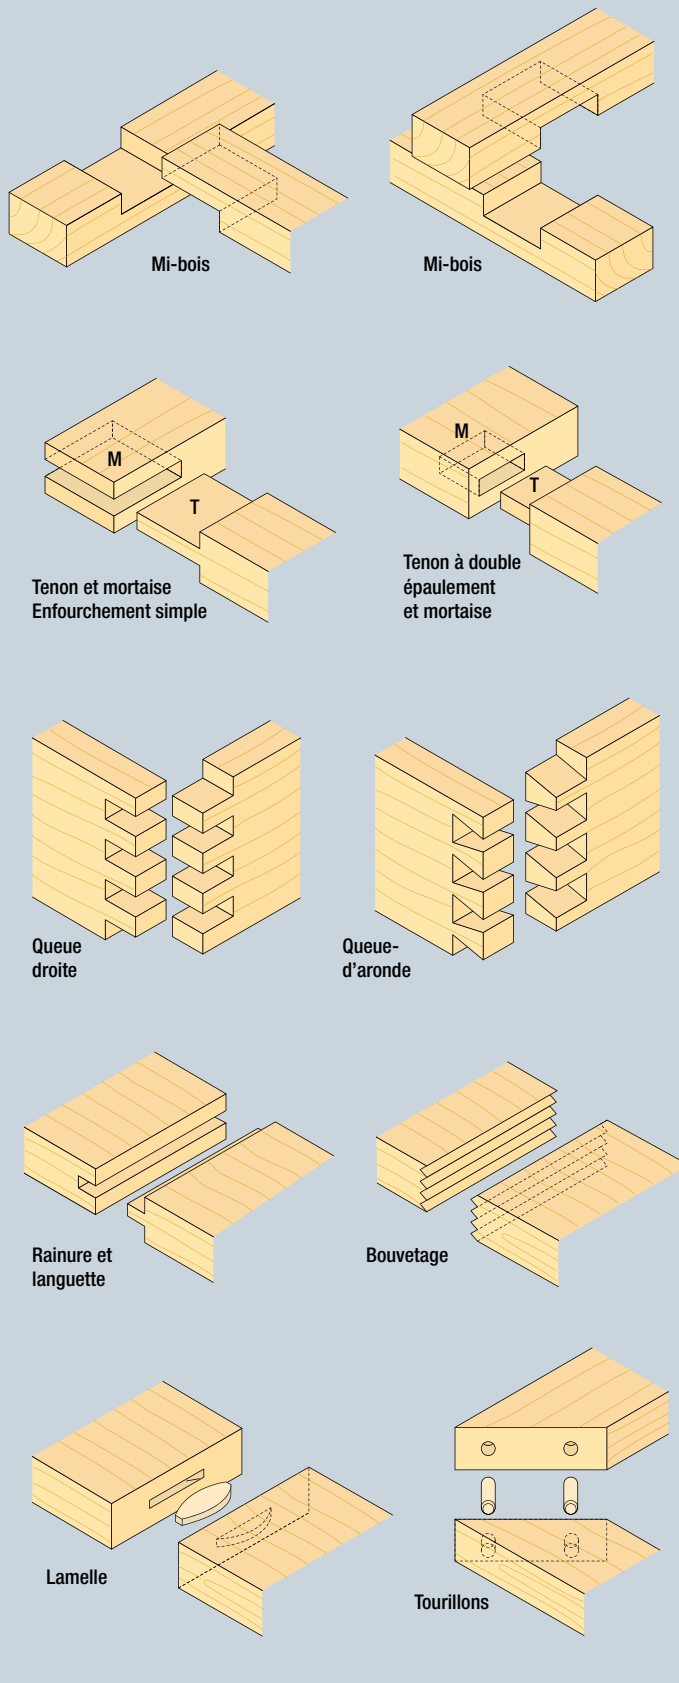 Mi-bois
Mi-bois
M
T
Tenon et mortaise
Enfourchement simple
M
T
Tenon à double
épaulement
et mortaise
Queue
droite
Queue-
d'aronde
Rainure et
languette
Bouvetage
Lamelle
Tourillons